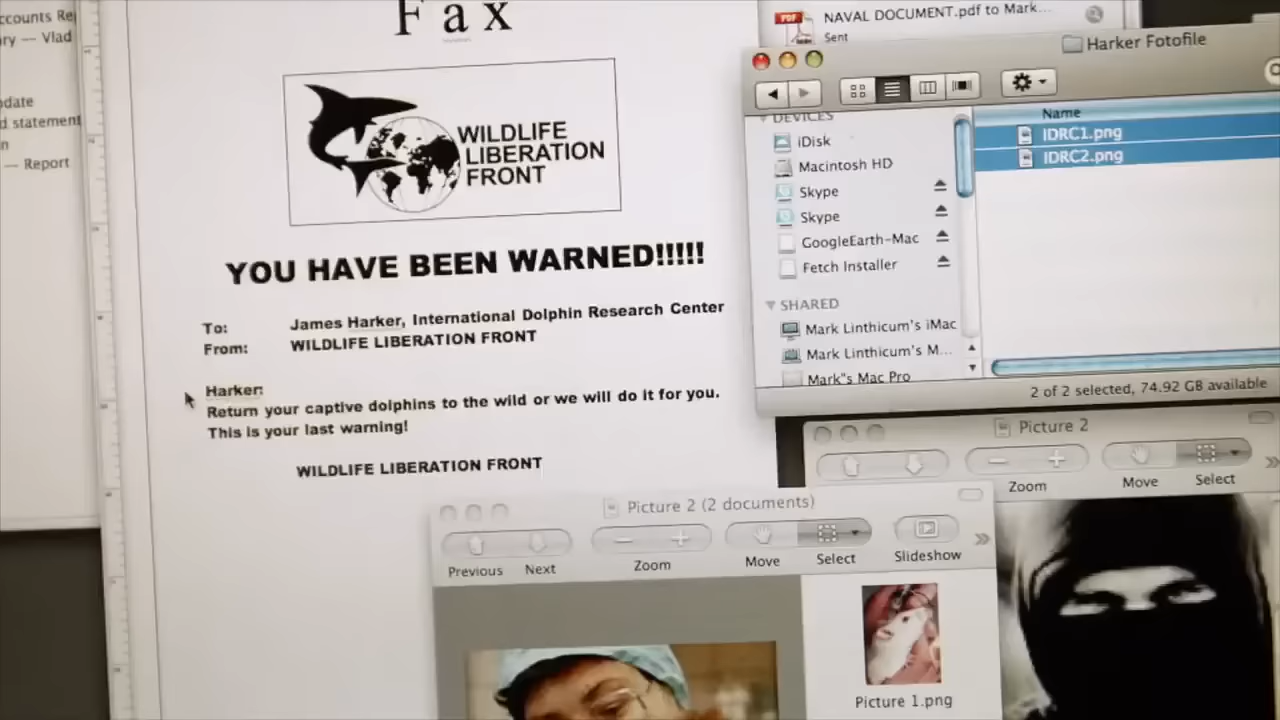 ccounts Re
ry — Vlad
pdate
d statement
n
— Report
Fax
WILDLIFE
LIBERATION
FRONT
YOU HAVE BEEN WARNED!!!!!
To: James Harker, International Dolphin Research Center
From: WILDLIFE LIBERATION FRONT
Harker:
Return your captive dolphins to the wild or we will do it for you.
This is your last warning!
WILDLIFE LIBERATION FRONT
PDF
NAVAL DOCUMENT.pdf to Mark...
Sent
Harker Fotofile
DEVICES
iDisk
Macintosh HD
Skype
Skype
GoogleEarth-Mac
Fetch Installer
SHARED
Mark Linthicum's iMac
Mark Linthicum's M...
Mark"s Mac Pro
Name
IDRC1.png
IDRC2.png
2 of 2 selected, 74.92 GB available
Picture 2
Zoom
Move
Select
Picture 2 (2 documents)
Previous
Next
Zoom
Move
Select
Slideshow
Picture 1.png